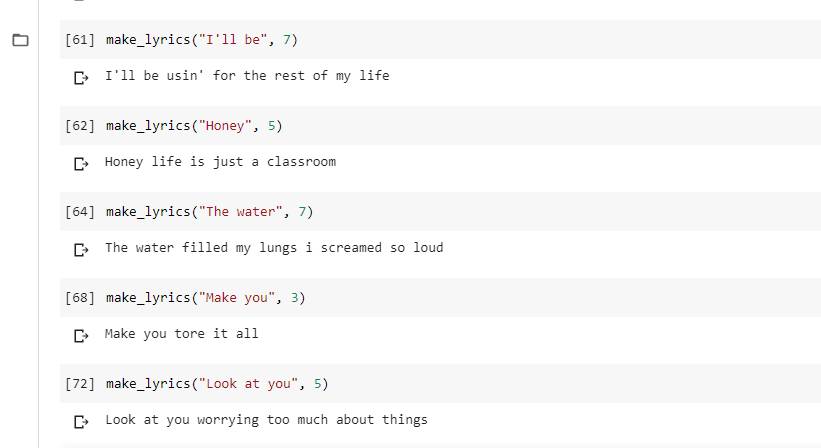 [61] make_lyrics("I'll be", 7)
I'll be usin' for the rest of my life
[62] make_lyrics("Honey", 5)
Honey life is just a classroom
[64] make_lyrics("The water", 7)
The water filled my lungs i screamed so loud
[68] make_lyrics("Make you", 3)
Make you tore it all
[72] make_lyrics("Look at you", 5)
Look at you worrying too much about things